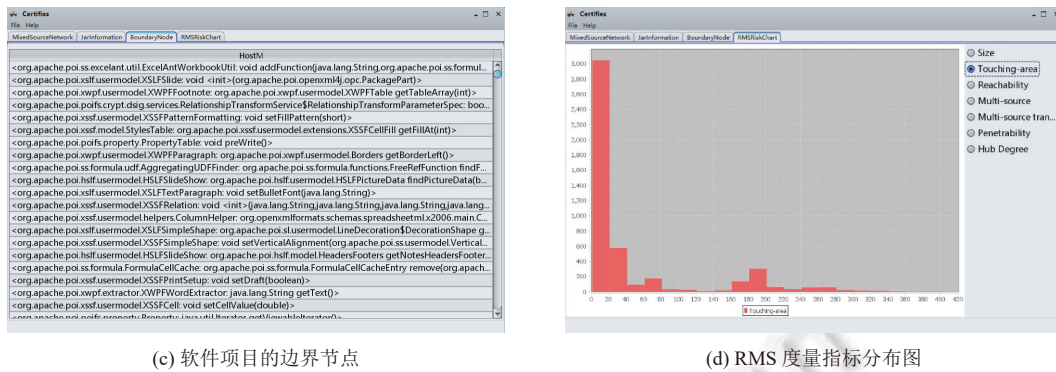 Certifies
File Help
MixedSourceNetwork JarInformation BoundaryNode RMSRiskChart
HostM
<org.apache.poi.ss.excelant.util.ExcelAntWorkbookUtil: void addFunction(java.lang.String,org.apache.poi.ss.formul...
<org.apache.poi.xslf.usermodel.XSLFSlide: void <init>(org.apache.poi.openxml4j.opc.PackagePart)>
<org.apache.poi.xwpf.usermodel.XWPFFootnote: org.apache.poi.xwpf.usermodel.XWPFTable getTableArray(int)>
<org.apache.poi.poifs.crypt.dsig.services.RelationshipTransformService$RelationshipTransformParameterSpec: boo...
<org.apache.poi.xssf.usermodel.XSSFPatternFormatting: void setFillPattern(short)>
<org.apache.poi.xssf.model.StylesTable: org.apache.poi.xssf.usermodel.extensions.XSSFCellFill getFillAt(int)>
<org.apache.poi.poifs.property.PropertyTable: void preWrite()>
<org.apache.poi.xwpf.usermodel.XWPFParagraph: org.apache.poi.xwpf.usermodel.Borders getBorderLeft()>
<org.apache.poi.ss.formula.udf.AggregatingUDFFinder: org.apache.poi.ss.formula.functions.FreeRefFunction findF...
<org.apache.poi.hslf.usermodel.HSLFSlideShow: org.apache.poi.hslf.usermodel.HSLFPictureData findPictureData(b...
<org.apache.poi.xslf.usermodel.XSLFTextParagraph: void setBulletFont(java.lang.String)>
<org.apache.poi.xssf.usermodel.XSSFRelation: void <init>(java.lang.String,java.lang.String,java.lang.String,java.lang...
<org.apache.poi.xssf.usermodel.helpers.ColumnHelper: org.openxmlformats.schemas.spreadsheetml.x2006.main.C...
<org.apache.poi.xslf.usermodel.XSLFSimpleShape: org.apache.poi.sl.usermodel.LineDecoration$DecorationShape g...
<org.apache.poi.xssf.usermodel.XSSFSimpleShape: void setVerticalAlignment(org.apache.poi.ss.usermodel.Vertical...
<org.apache.poi.hslf.usermodel.HSLFSlideShow: org.apache.poi.hslf.model.HeadersFooters getNotesHeadersFooter...
<org.apache.poi.ss.formula.FormulaCellCache: org.apache.poi.ss.formula.FormulaCellCacheEntry remove(org.apach...
<org.apache.poi.xssf.usermodel.XSSFPrintSetup: void setDraft(boolean)>
<org.apache.poi.xwpf.extractor.XWPFWordExtractor: java.lang.String getText()>
<org.apache.poi.xssf.usermodel.XSSFCell: void setCellValue(double)>
<org.apache.poi.poifs.property.Property: java.util.Iterator getViewableIterator()>
(c) 软件项目的边界节点
Certifies
File Help
MixedSourceNetwork JarInformation BoundaryNode RMSRiskChart
3,000
2,800
2,600
2,400
2,200
2,000
1,800
1,600
1,400
1,200
1,000
800
600
400
200
0
0 20 40 60 80 100 120 140 160 180 200 220 240 260 280 300 320 340 360 380 400 420
Touching-area
Size
Touching-area
Reachability
Multi-source
Multi-source tran...
Penetrability
Hub Degree
(d) RMS 度量指标分布图